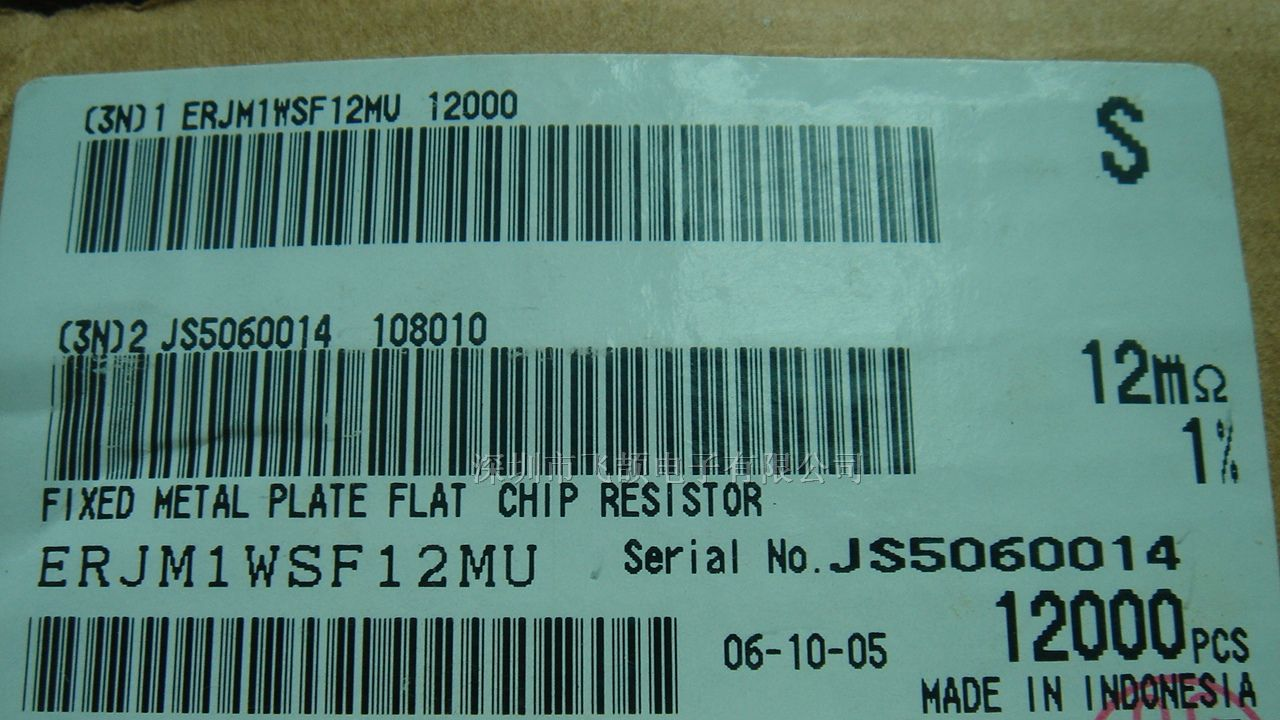 (3N)1 ERJM1WSF12MU 12000
S
(3N)2 JS5060014 108010
12mΩ
1%
深圳市飞颉电子有限公司
FIXED METAL PLATE FLAT CHIP RESISTOR
ERJM1WSF12MU Serial No.JS5060014
06-10-05 12000PCS
MADE IN INDONESIA